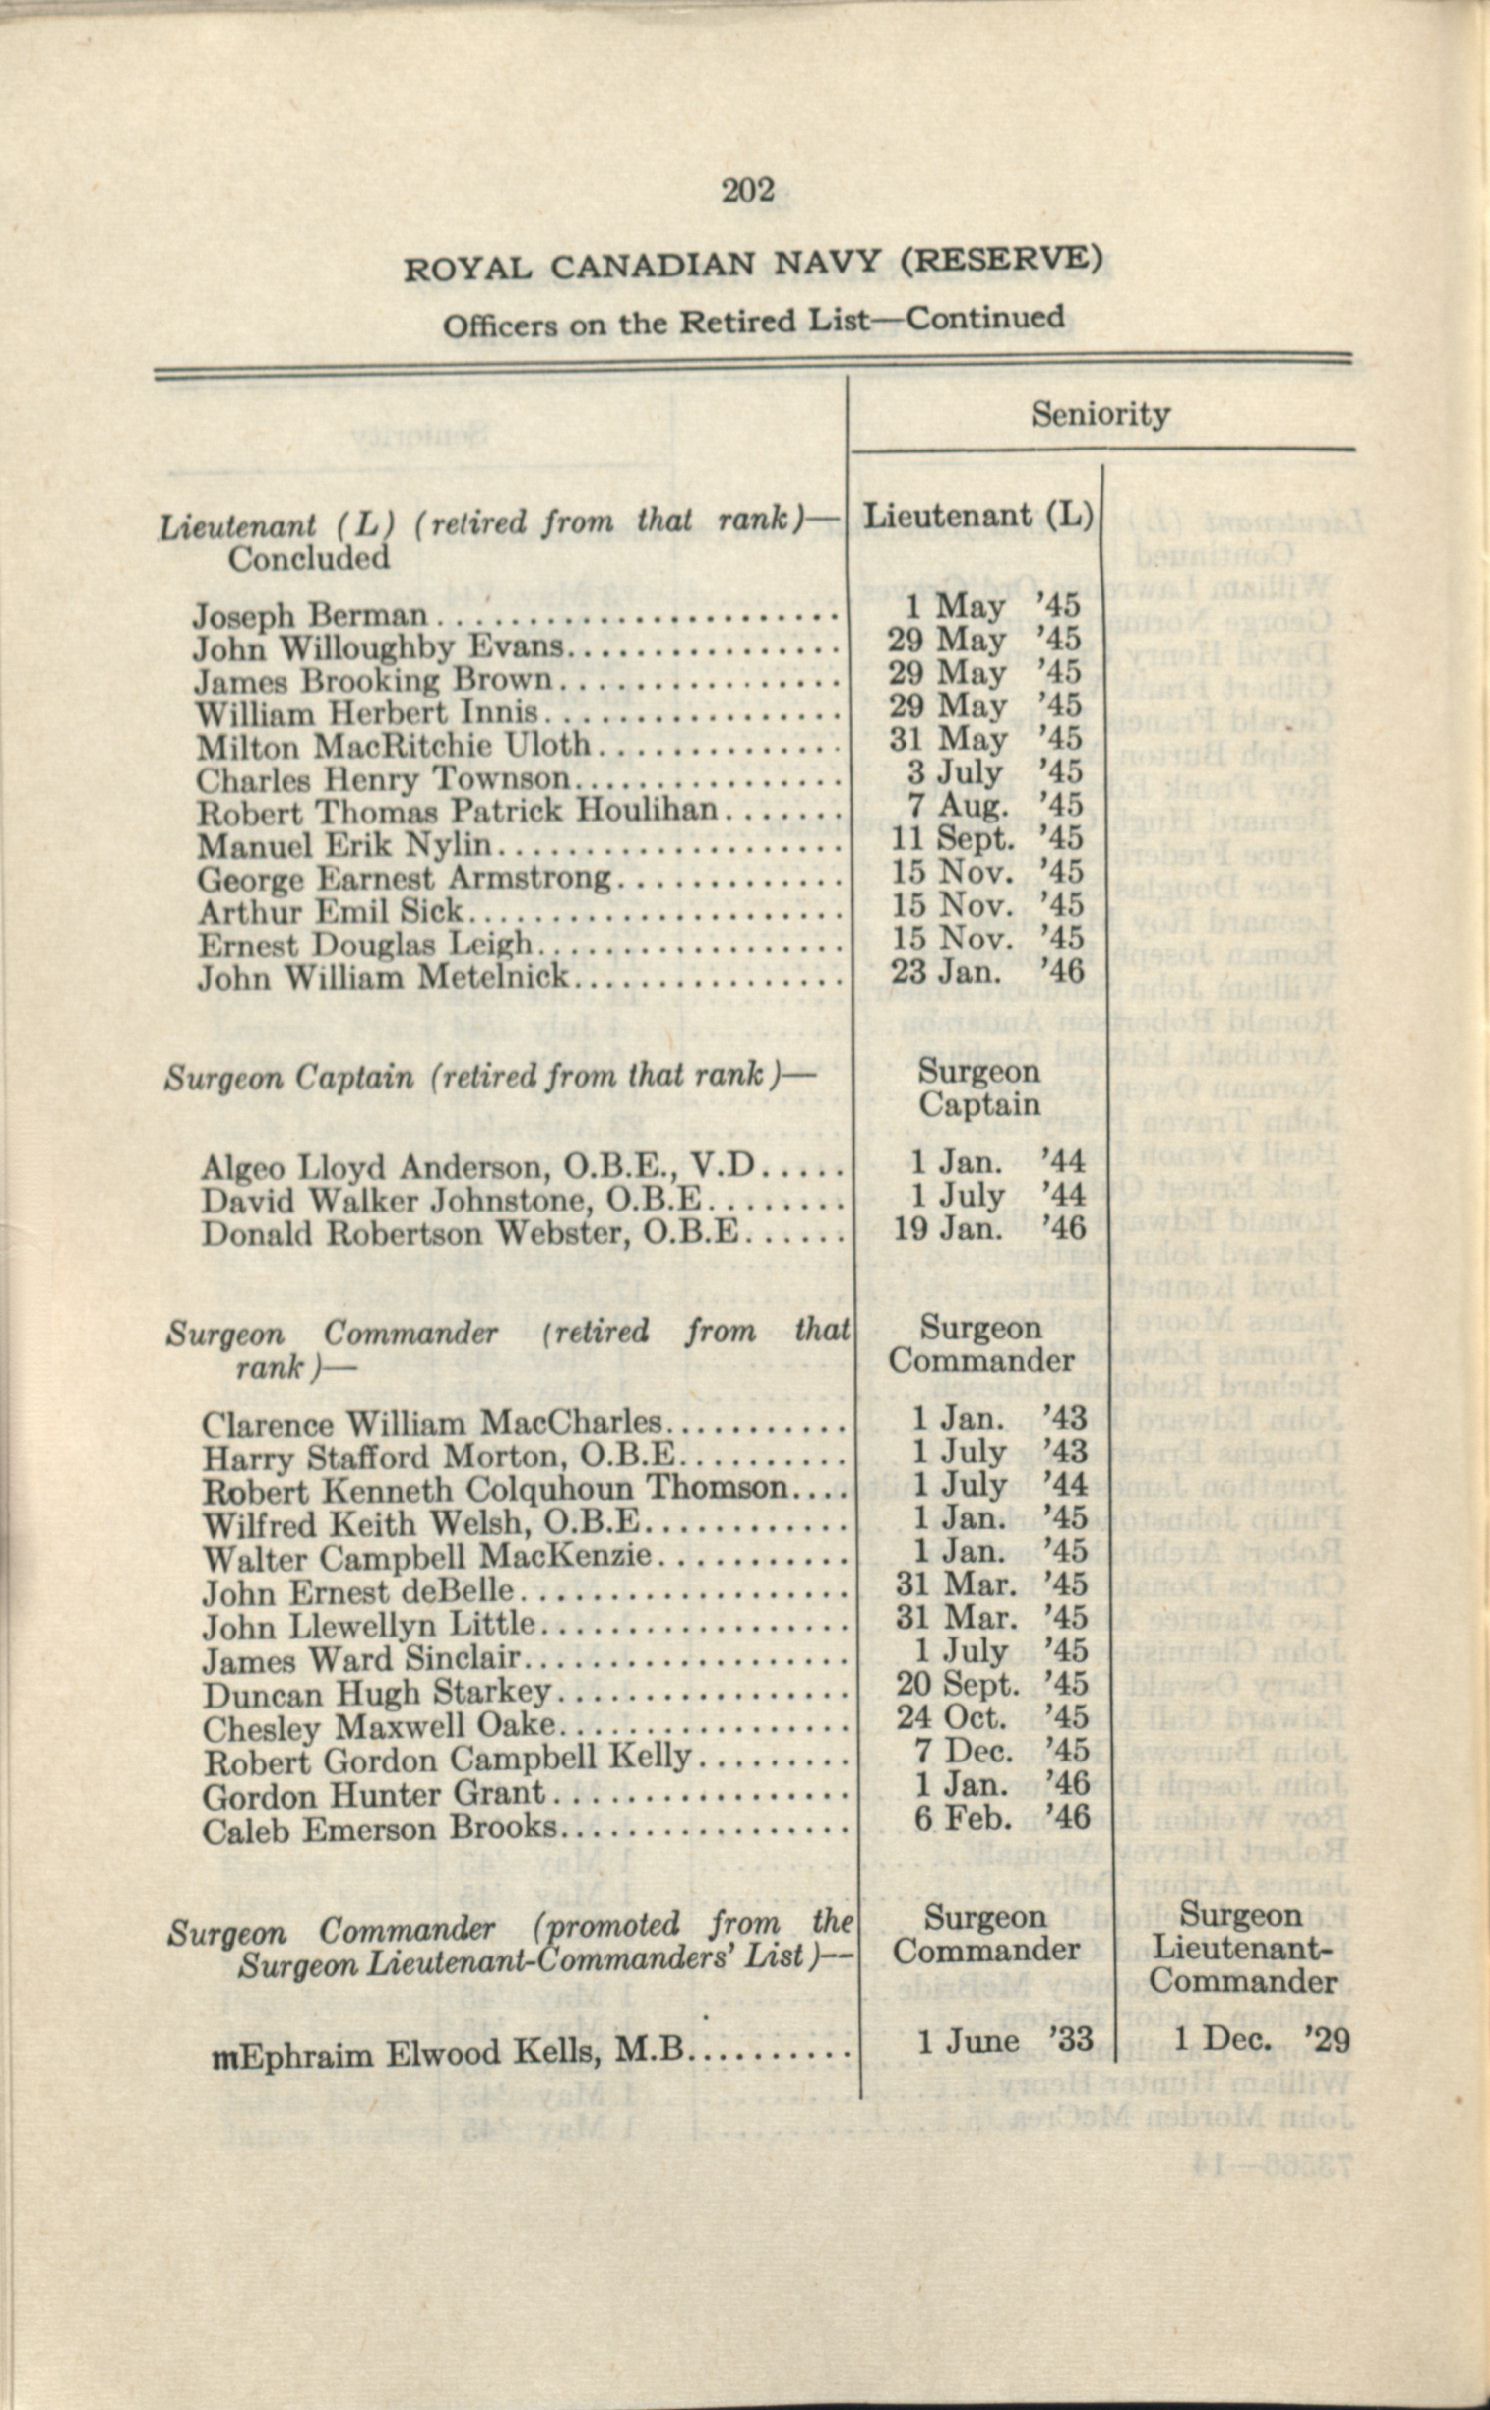 202
ROYAL CANADIAN NAVY (RESERVE)
Officers on the Retired List—Continued
Seniority
Lieutenant (L) (retired from that rank)— Lieutenant (L)
Concluded
Joseph Berman....................... 1 May '45
John Willoughby Evans................ 29 May '45
James Brooking Brown................. 29 May '45
William Herbert Innis.................. 29 May '45
Milton MacRitchie Uloth............... 31 May '45
Charles Henry Townson................ 3 July '45
Robert Thomas Patrick Houlihan....... 7 Aug. '45
Manuel Erik Nylin..................... 11 Sept. '45
George Earnest Armstrong.............. 15 Nov. '45
Arthur Emil Sick....................... 15 Nov. '45
Ernest Douglas Leigh................... 15 Nov. '45
John William Metelnick................ 23 Jan. '46
Surgeon Captain (retired from that rank)— Surgeon
Captain
Algeo Lloyd Anderson, O.B.E., V.D..... 1 Jan. '44
David Walker Johnstone, O.B.E........ 1 July '44
Donald Robertson Webster, O.B.E...... 19 Jan. '46
Surgeon Commander (retired from that Surgeon
rank)— Commander
Clarence William MacCharles........... 1 Jan. '43
Harry Stafford Morton, O.B.E.......... 1 July '43
Robert Kenneth Colquhoun Thomson.... 1 July '44
Wilfred Keith Welsh, O.B.E............ 1 Jan. '45
Walter Campbell MacKenzie............ 1 Jan. '45
John Ernest deBelle.................... 31 Mar. '45
John Llewellyn Little................... 31 Mar. '45
James Ward Sinclair.................... 1 July '45
Duncan Hugh Starkey.................. 20 Sept. '45
Chesley Maxwell Oake.................. 24 Oct. '45
Robert Gordon Campbell Kelly......... 7 Dec. '45
Gordon Hunter Grant.................. 1 Jan. '46
Caleb Emerson Brooks.................. 6 Feb. '46
Surgeon Commander (promoted from the Surgeon Surgeon
Surgeon Lieutenant-Commanders' List)— Commander Lieutenant-
Commander
mEphraim Elwood Kells, M.B.......... 1 June '33 1 Dec. '29